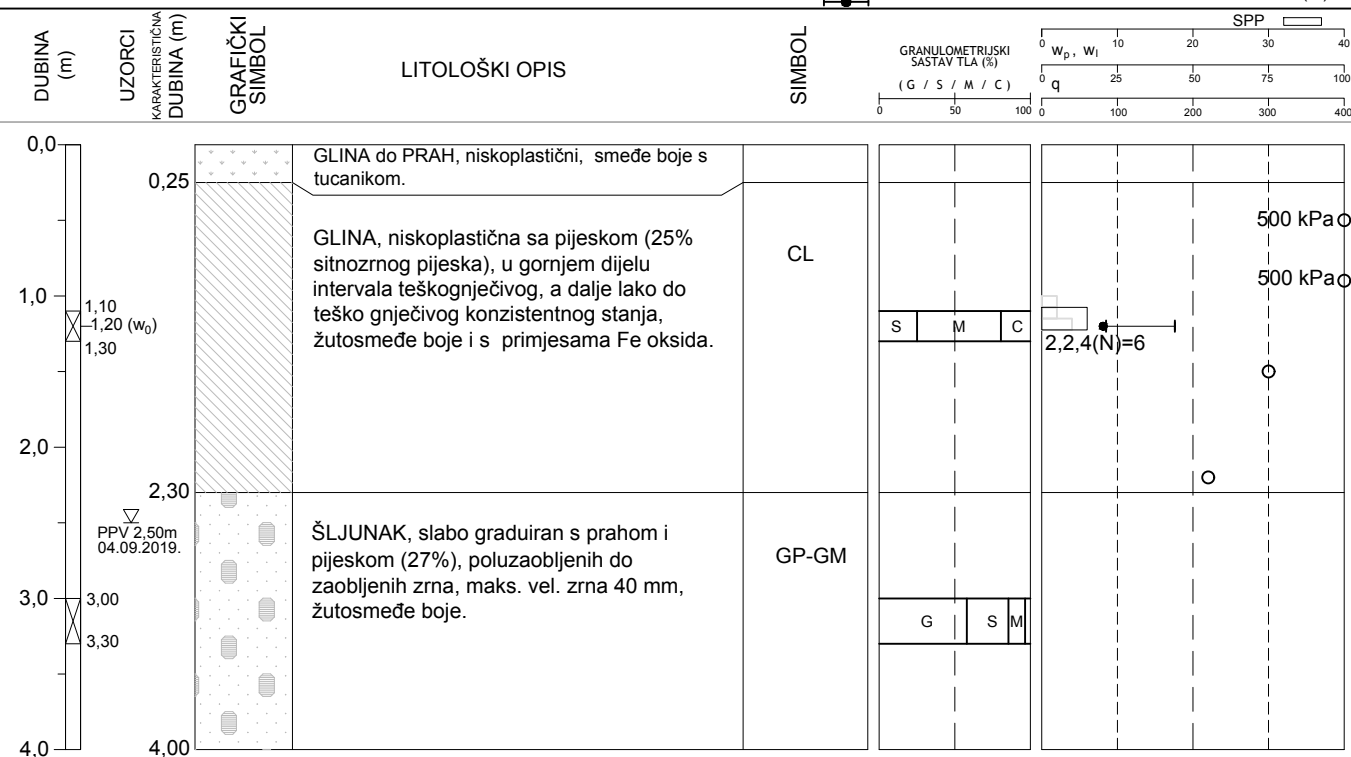 DUBINA
(m)
UZORCI
KARAKTERISTIČNA
DUBINA (m)
GRAFIČKI
SIMBOL
LITOLOŠKI OPIS
SIMBOL
GRANULOMETRIJSKI
SASTAV TLA (%)
( G / S / M / C )
0 50 100
SPP
0 10 20 30 40
wp, wl
0 25 50 75 100
q
0 100 200 300 400
0,0
GLINA do PRAH, niskoplastični, smeđe boje s
tucanikom.
0,25
500 kPa
GLINA, niskoplastična sa pijeskom (25%
sitnozrnog pijeska), u gornjem dijelu
intervala teškognječivog, a dalje lako do
teško gnječivog konzistentnog stanja,
žutosmeđe boje i s primjesama Fe oksida.
CL
500 kPa
1,0
1,10
1,20 (w0)
1,30
S M C
2,2,4(N)=6
2,0
2,30
PPV 2,50m
04.09.2019.
ŠLJUNAK, slabo graduiran s prahom i
pijeskom (27%), poluzaobljenih do
zaobljenih zrna, maks. vel. zrna 40 mm,
žutosmeđe boje.
GP-GM
3,0
3,00
3,30
G S M
4,0
4,00